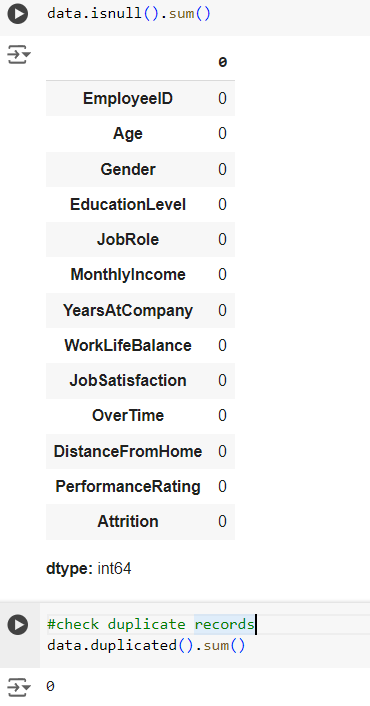 data.isnull().sum()
0
EmployeeID 0
Age 0
Gender 0
EducationLevel 0
JobRole 0
MonthlyIncome 0
YearsAtCompany 0
WorkLifeBalance 0
JobSatisfaction 0
OverTime 0
DistanceFromHome 0
PerformanceRating 0
Attrition 0
dtype: int64
#check duplicate records
data.duplicated().sum()
0